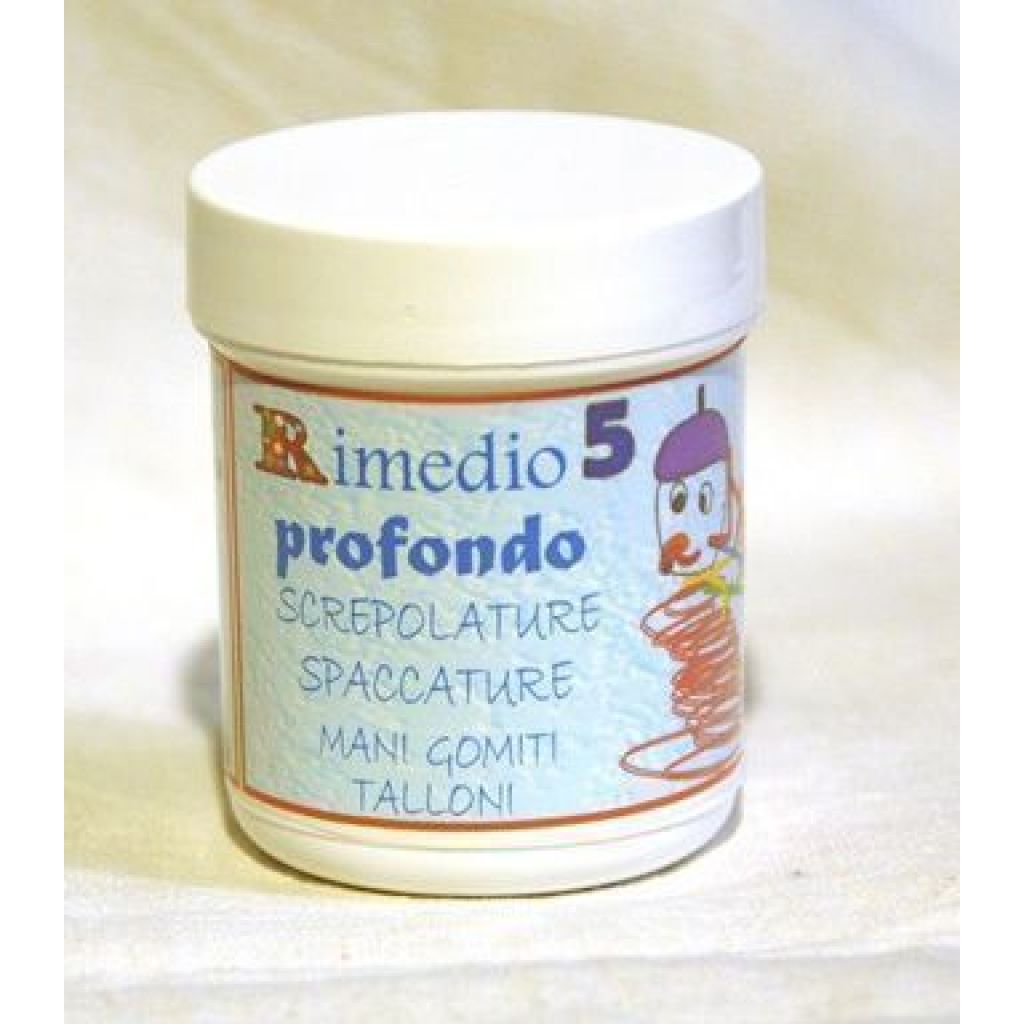 Rimedio 5
profondo
SCREPOLATURE
SPACCATURE
MANI GOMITI
TALLONI